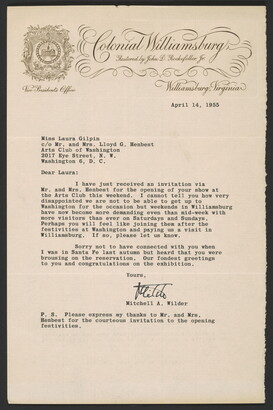 Colonial Williamsburg
Restored by John D. Rockefeller Jr.
Vice-President's Office
Williamsburg, Virginia
April 14, 1955
Miss Laura Gilpin
c/o Mr. and Mrs. Lloyd G. Henbest
Arts Club of Washington
2017 Eye Street, N. W.
Washington 6, D. C.
Dear Laura:
I have just received an invitation via
Mr. and Mrs. Henbest for the opening of your show at
the Arts Club this weekend. I cannot tell you how very
disappointed we are not to be able to get up to
Washington for the occasion but weekends in Williamsburg
have now become more demanding even than mid-week with
more visitors than ever on Saturdays and Sundays.
Perhaps you will feel like joining them after the
festivities at Washington and paying us a visit in
Williamsburg. If so, please let us know.
Sorry not to have connected with you when
I was in Santa Fe last autumn but heard that you were
browsing on the reservation. Our fondest greetings
to you and congratulations on the exhibition.
Yours,
Mitchell A. Wilder
P. S. Please express my thanks to Mr. and Mrs.
Henbest for the courteous invitation to the opening
festivities.